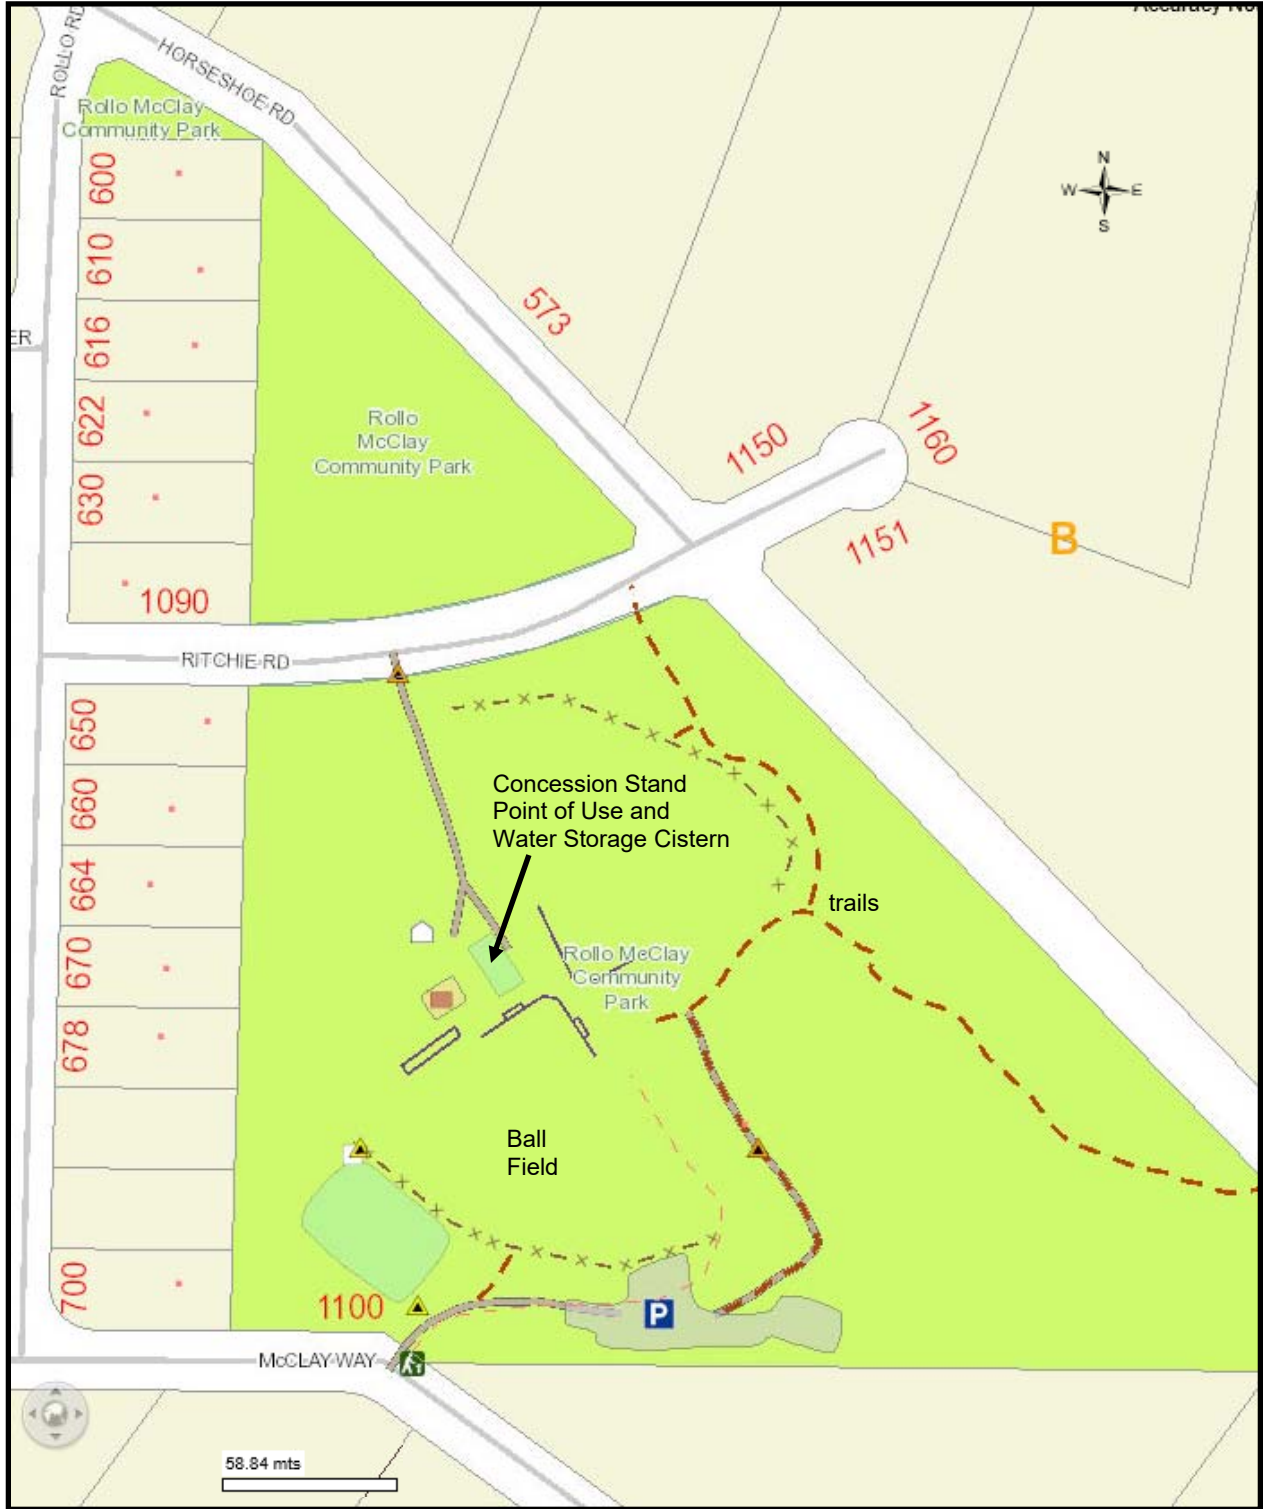 Accuracy No
ROLLO RD
HORSESHOE RD
Rollo McClay
Community Park
600
610
616
622
630
1090
ER
573
N
W E
S
Rollo
McClay
Community Park
1150
1160
1151
B
RITCHIE RD
650
660
664
670
678
700
Concession Stand
Point of Use and
Water Storage Cistern
trails
Rollo McClay
Community
Park
Ball
Field
1100
P
McCLAY WAY
58.84 mts